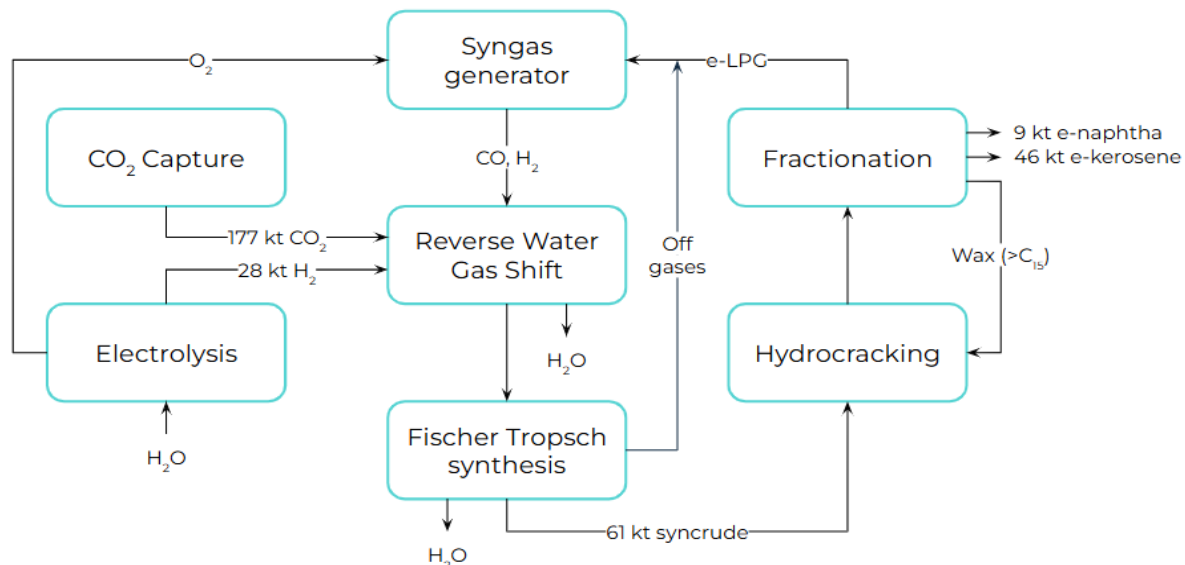 O₂
Syngas
generator
e-LPG
CO₂ Capture
CO, H₂
Fractionation
9 kt e-naphtha
46 kt e-kerosene
177 kt CO₂
Reverse Water
Gas Shift
Off
gases
Wax (>C₁₅)
28 kt H₂
Electrolysis
H₂O
Hydrocracking
Fischer Tropsch
synthesis
H₂O
61 kt syncrude
H₂O